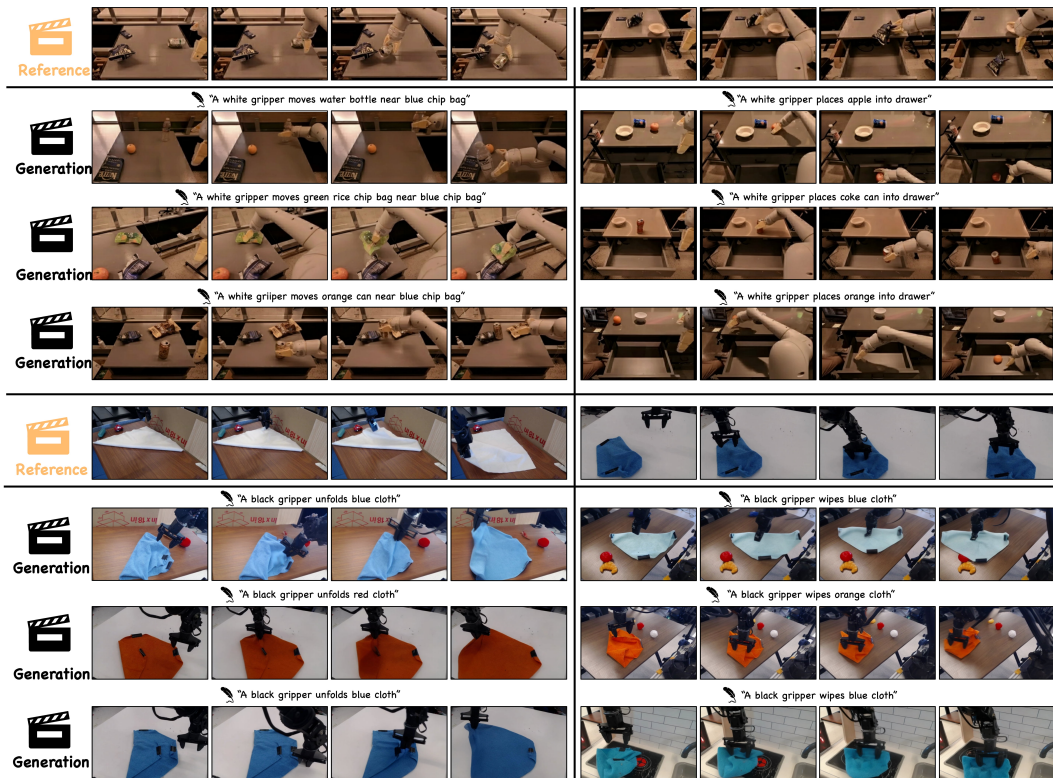 Reference
"A white gripper moves water bottle near blue chip bag"
"A white gripper places apple into drawer"
Generation
"A white gripper moves green rice chip bag near blue chip bag"
"A white gripper places coke can into drawer"
Generation
"A white griiper moves orange can near blue chip bag"
"A white gripper places orange into drawer"
Generation
Reference
"A black gripper unfolds blue cloth"
"A black gripper wipes blue cloth"
Generation
"A black gripper unfolds red cloth"
"A black gripper wipes orange cloth"
Generation
"A black gripper unfolds blue cloth"
"A black gripper wipes blue cloth"
Generation